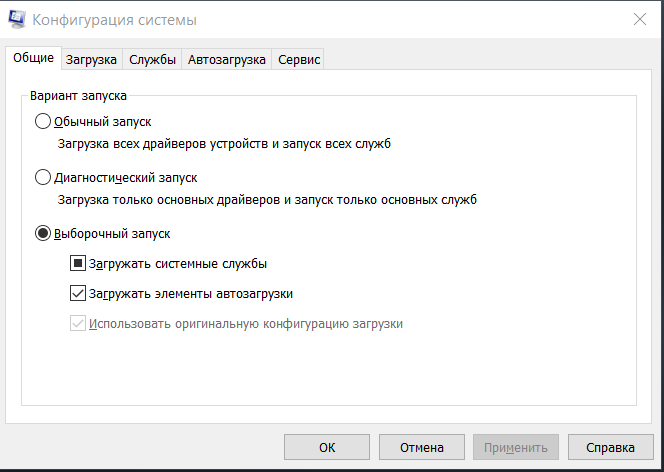 Конфигурация системы
Общие Загрузка Службы Автозагрузка Сервис
Вариант запуска
Обычный запуск
Загрузка всех драйверов устройств и запуск всех служб
Диагностический запуск
Загрузка только основных драйверов и запуск только основных служб
Выборочный запуск
Загружать системные службы
Загружать элементы автозагрузки
Использовать оригинальную конфигурацию загрузки
ОК Отмена Применить Справка